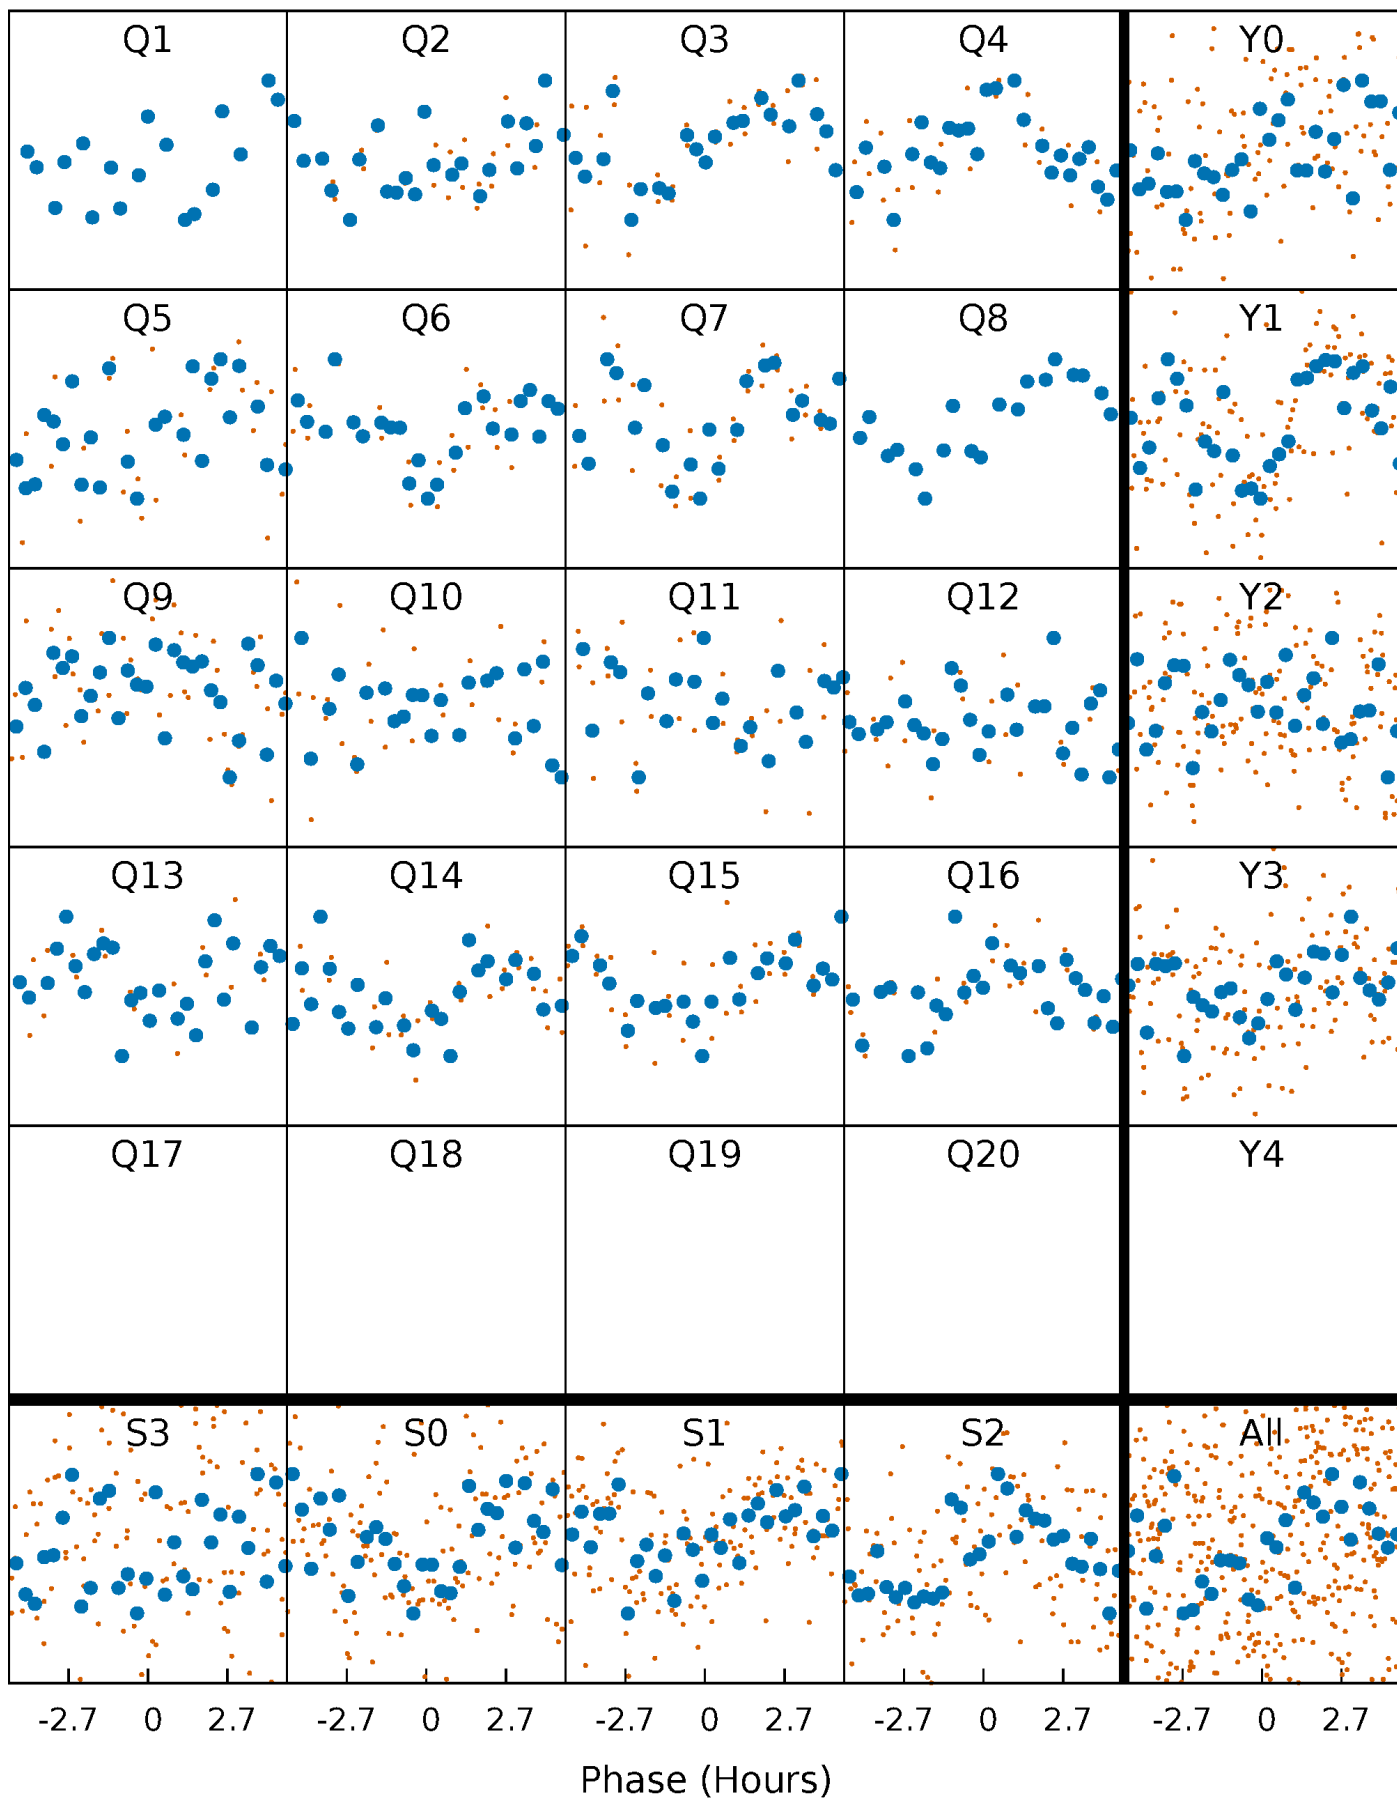 Q1 Q2 Q3 Q4 Y0
Q5 Q6 Q7 Q8 Y1
Q9 Q10 Q11 Q12 Y2
Q13 Q14 Q15 Q16 Y3
Q17 Q18 Q19 Q20 Y4
S3 S0 S1 S2 All
-2.7 0 2.7 -2.7 0 2.7 -2.7 0 2.7 -2.7 0 2.7 -2.7 0 2.7
Phase (Hours)